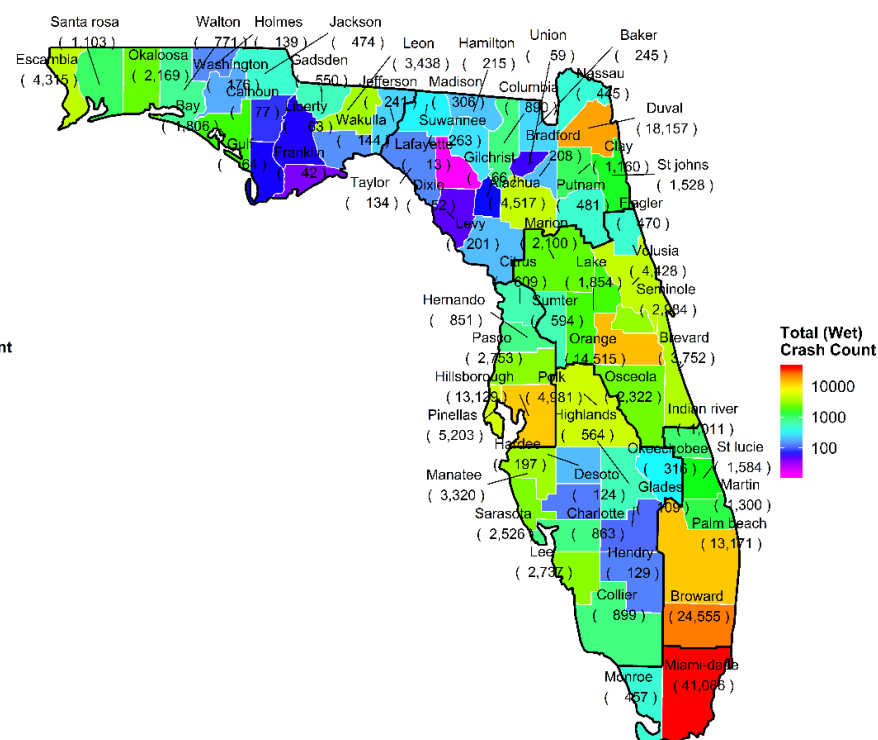 Santa rosa
( 1,103 )
Walton
( 771 )
Holmes
( 139 )
Jackson
( 474 )
Escambia
( 4,315 )
Okaloosa
( 2,169 )
Washington
( 176 )
Gadsden
( 550 )
Leon
( 3,438 )
Hamilton
( 215 )
Union
( 59 )
Baker
( 245 )
Bay
( 1,806 )
Calhoun
( 77 )
Liberty
( 63 )
Jefferson
( 241 )
Madison
( 306 )
Columbia
( 890 )
Nassau
( 445 )
Gulf
( 64 )
Franklin
( 42 )
Wakulla
( 144 )
Suwannee
( 263 )
Bradford
( 208 )
Duval
( 18,157 )
Taylor
( 134 )
Lafayette
( 13 )
Gilchrist
( 66 )
Clay
( 1,160 )
St johns
( 1,528 )
Dixie
( 52 )
Alachua
( 4,517 )
Putnam
( 481 )
Flagler
( 470 )
Levy
( 201 )
Marion
( 2,100 )
Volusia
( 4,428 )
Citrus
( 609 )
Lake
( 1,854 )
Seminole
( 2,984 )
Hernando
( 851 )
Sumter
( 594 )
Pasco
( 2,753 )
Orange
( 14,515 )
Brevard
( 3,752 )
nt
Total (Wet)
Crash Count
10000
1000
100
Hillsborough
( 13,129 )
Polk
( 4,981 )
Osceola
( 2,322 )
Pinellas
( 5,203 )
Highlands
( 564 )
Indian river
( 1,011 )
Hardee
( 197 )
Okeechobee
( 316 )
St lucie
( 1,584 )
Manatee
( 3,320 )
Desoto
( 124 )
Glades
109 )
Martin
( 1,300 )
Sarasota
( 2,526 )
Charlotte
( 863 )
Palm beach
( 13,171 )
Lee
( 2,737 )
Hendry
( 129 )
Collier
( 899 )
Broward
( 24,555 )
Monroe
( 457 )
Miami-dade
( 41,086 )